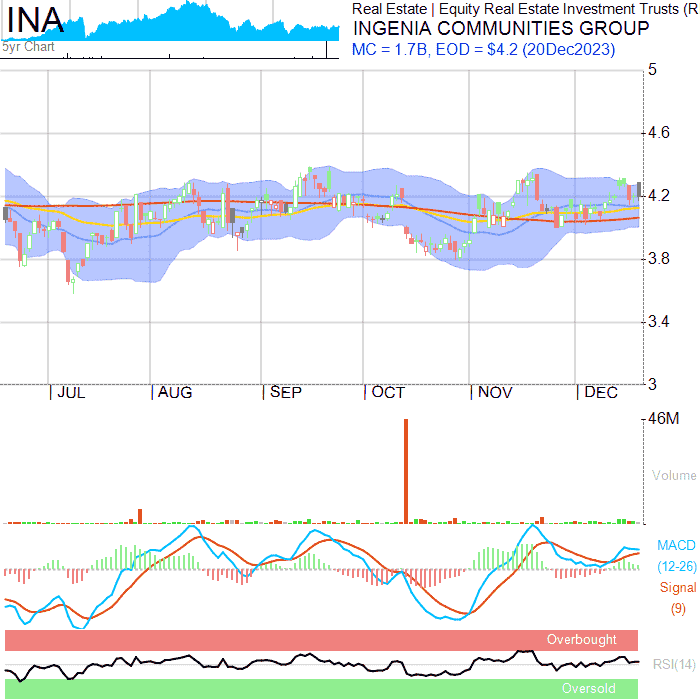 INA
5yr Chart
Real Estate | Equity Real Estate Investment Trusts (R
INGENIA COMMUNITIES GROUP
MC = 1.7B, EOD = $4.2 (20Dec2023)
5
4.6
4.2
3.8
3.4
3
JUL AUG SEP OCT NOV DEC
46M
Volume
MACD
(12-26)
Signal
(9)
Overbought
RSI(14)
Oversold